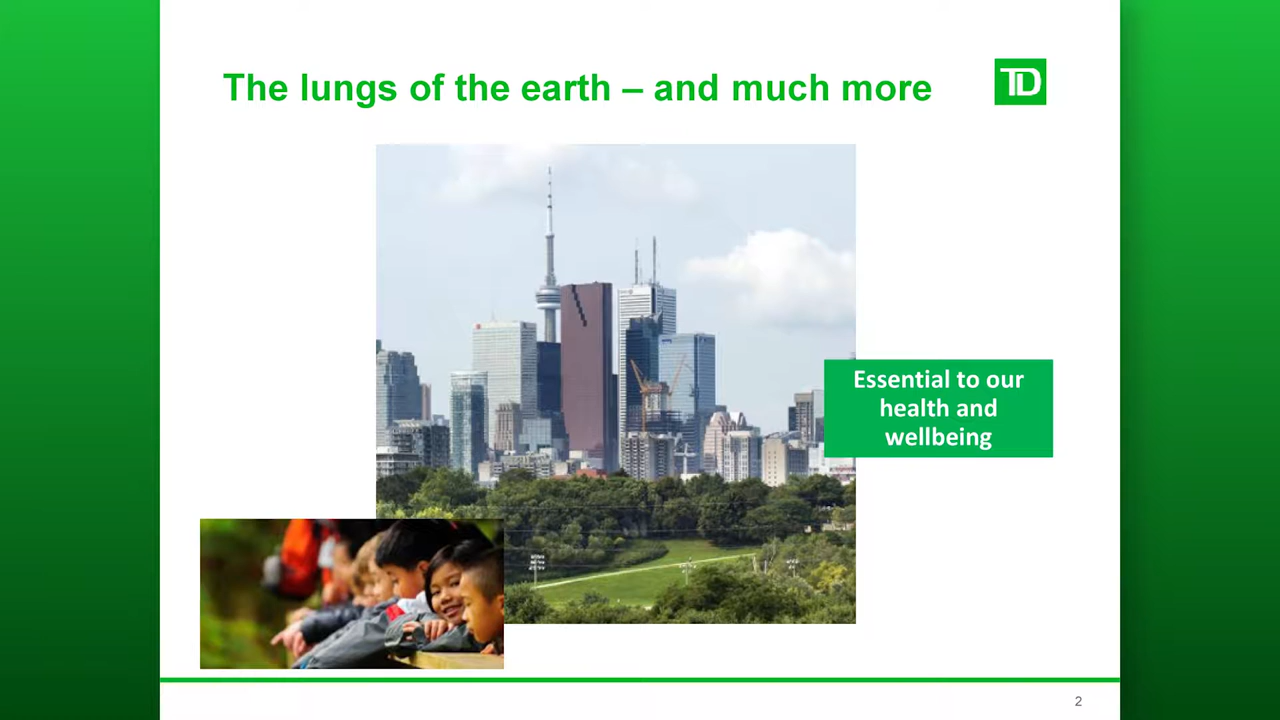 The lungs of the earth – and much more
TD
Essential to our
health and
wellbeing
2